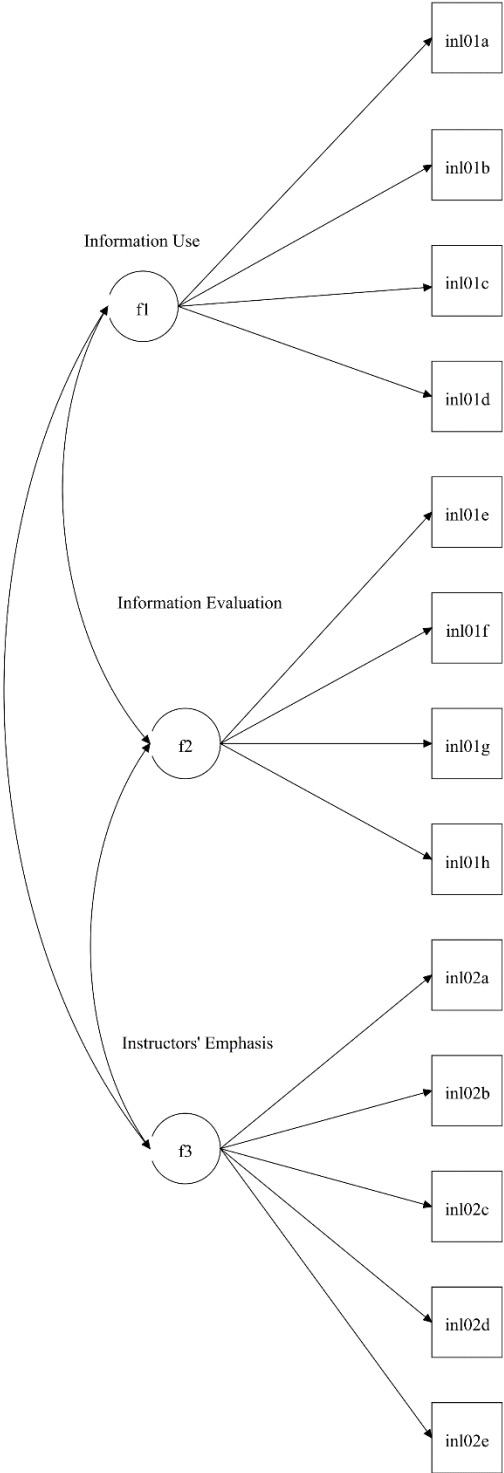 inl01a
inl01b
Information Use
inl01c
f1
inl01d
inl01e
Information Evaluation
inl01f
f2
inl01g
inl01h
inl02a
Instructors' Emphasis
inl02b
f3
inl02c
inl02d
inl02e